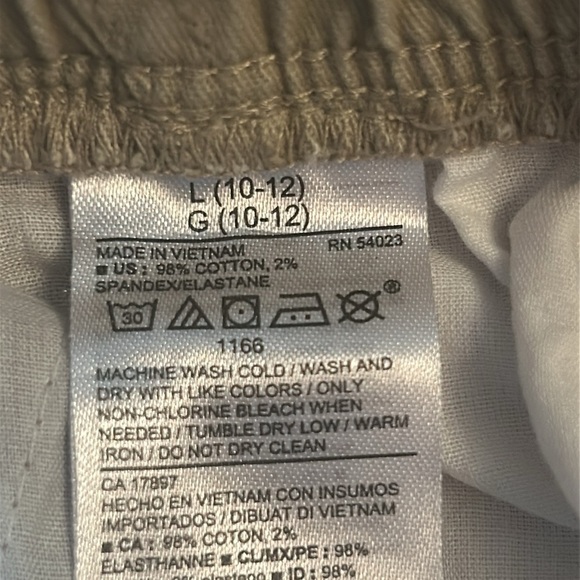 L (10-12)
G (10-12)
MADE IN VIETNAM RN 54023
■ US : 98% COTTON, 2%
SPANDEX/ELASTANE
30 ®
1166
MACHINE WASH COLD / WASH AND
DRY WITH LIKE COLORS / ONLY
NON-CHLORINE BLEACH WHEN
NEEDED / TUMBLE DRY LOW / WARM
IRON / DO NOT DRY CLEAN
CA 17897
HECHO EN VIETNAM CON INSUMOS
IMPORTADOS / DIBUAT DI VIETNAM
■ CA : 98% COTON, 2%
ELASTHANNE ■ CL/MX/PE : 98%
■ ID : 98%